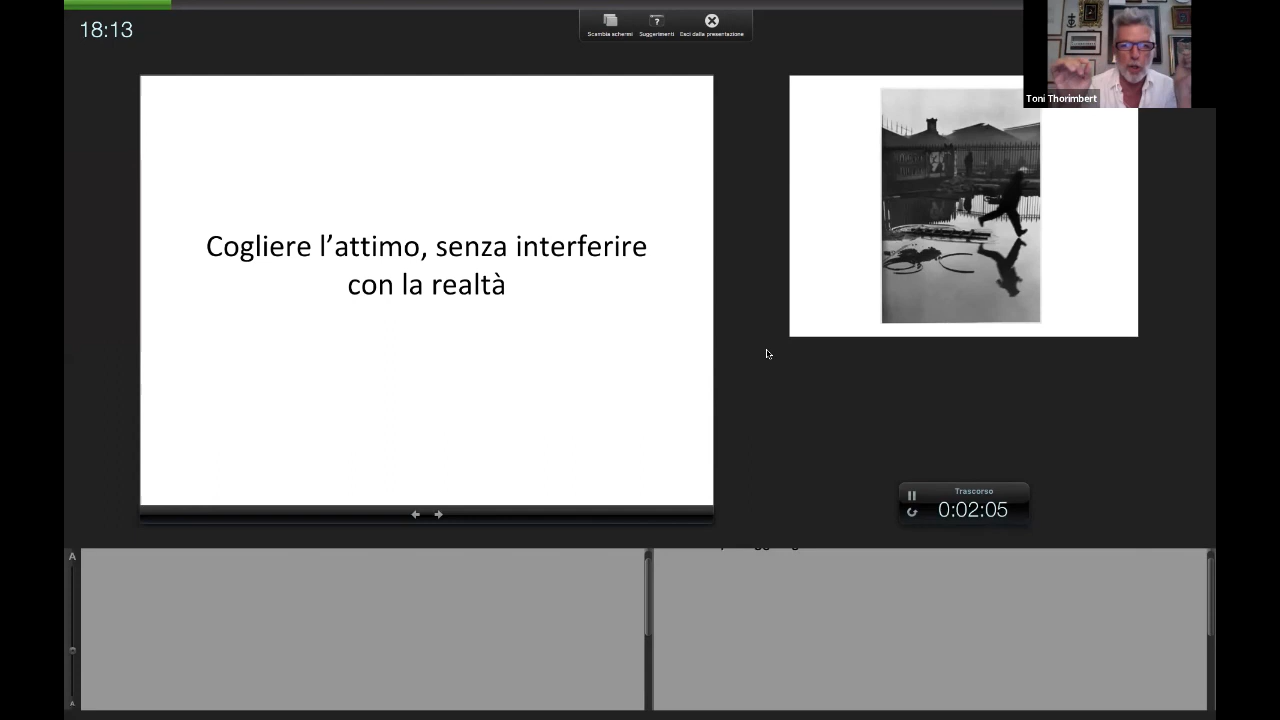 18:13
Scambia schermi
Suggerimenti
Esci dalla presentazione
Toni Thorimbert
Cogliere l’attimo, senza interferire
con la realtà
Trascorso
0:02:05
A
A